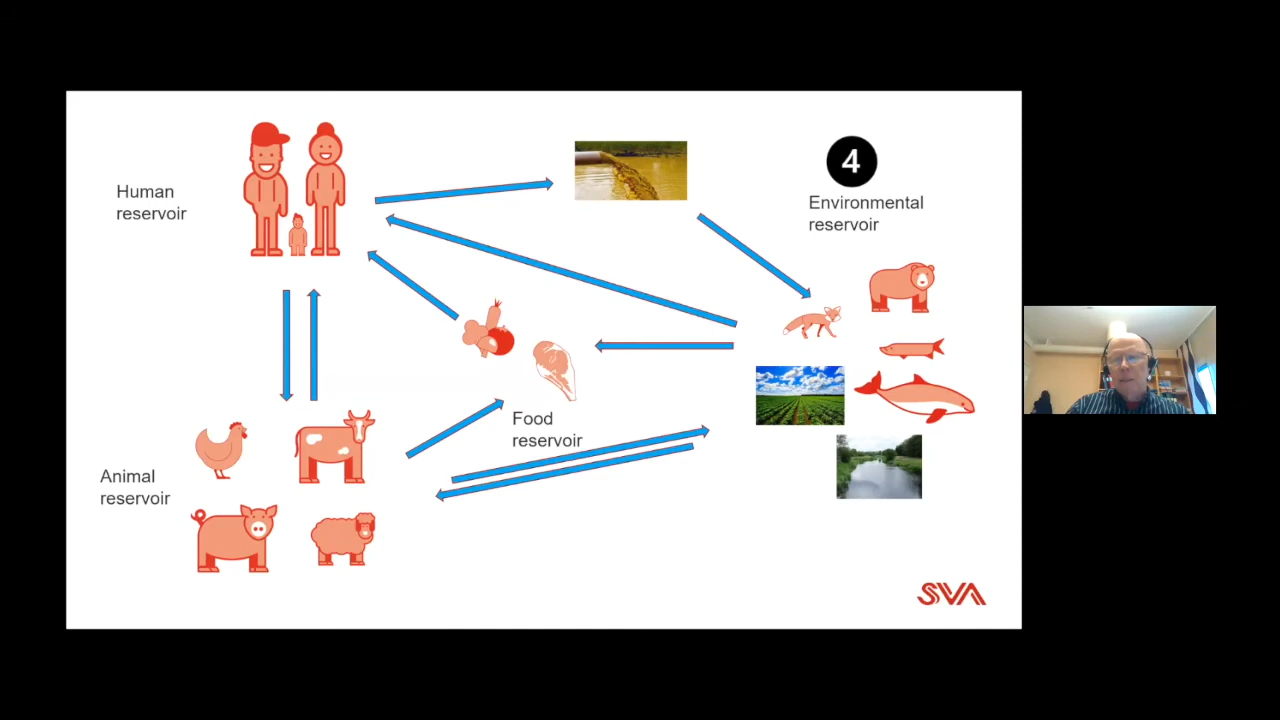 Human
reservoir
4
Environmental
reservoir
Food
reservoir
Animal
reservoir
SVA